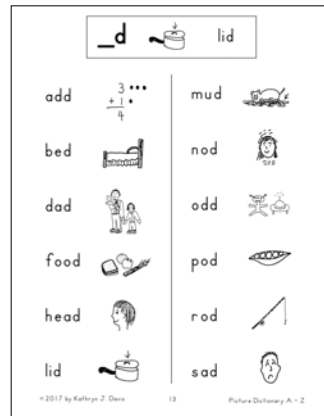 _d lid
add 3
+ 1
4
bed
dad
food
head
lid
mud
nod
odd
pod
rod
sad
©2017 by Kathryn J. Davis 13 Picture Dictionary A – Z